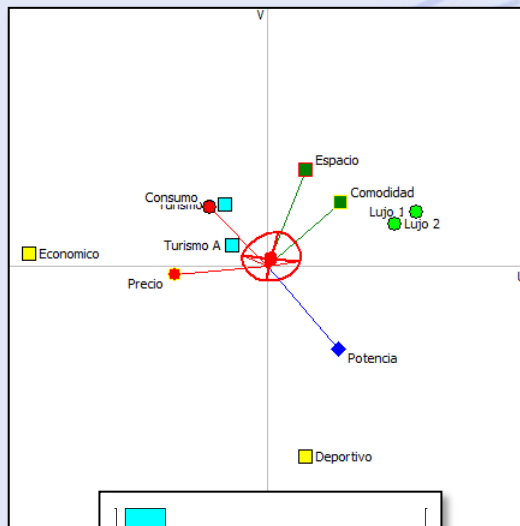 V
Espacio
Consumo
Comodidad
Lujo 1
Lujo 2
Turismo A
Economico
U
Precio
Potencia
Deportivo